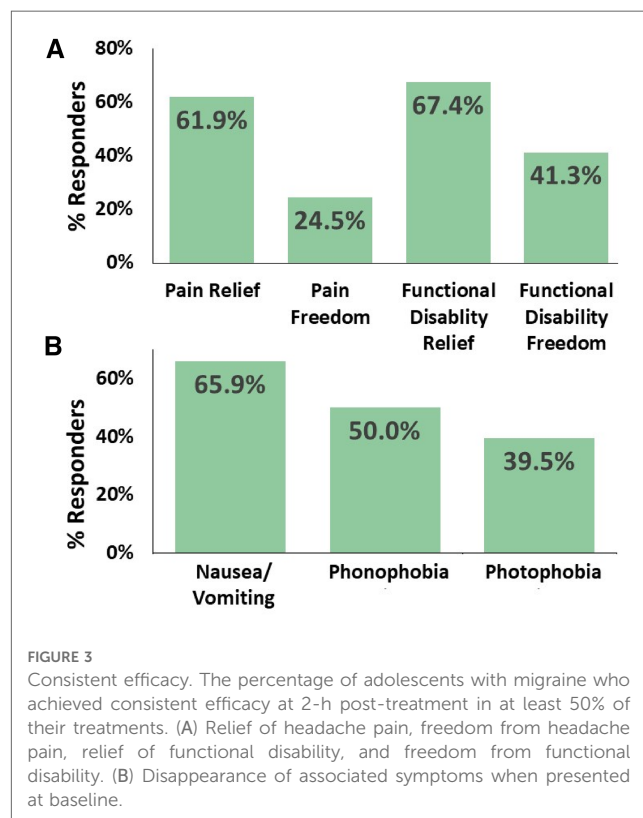 A
80%
60%
40%
20%
0%
% Responders
61.9%
24.5%
67.4%
41.3%
Pain Relief
Pain
Freedom
Functional
Disablity
Relief
Functional
Disability
Freedom
B
60%
40%
20%
0%
% Responders
65.9%
50.0%
39.5%
Nausea/
Vomiting
Phonophobia
Photophobia
FIGURE 3
Consistent efficacy. The percentage of adolescents with migraine who
achieved consistent efficacy at 2-h post-treatment in at least 50% of
their treatments. (A) Relief of headache pain, freedom from headache
pain, relief of functional disability, and freedom from functional
disability. (B) Disappearance of associated symptoms when presented
at baseline.